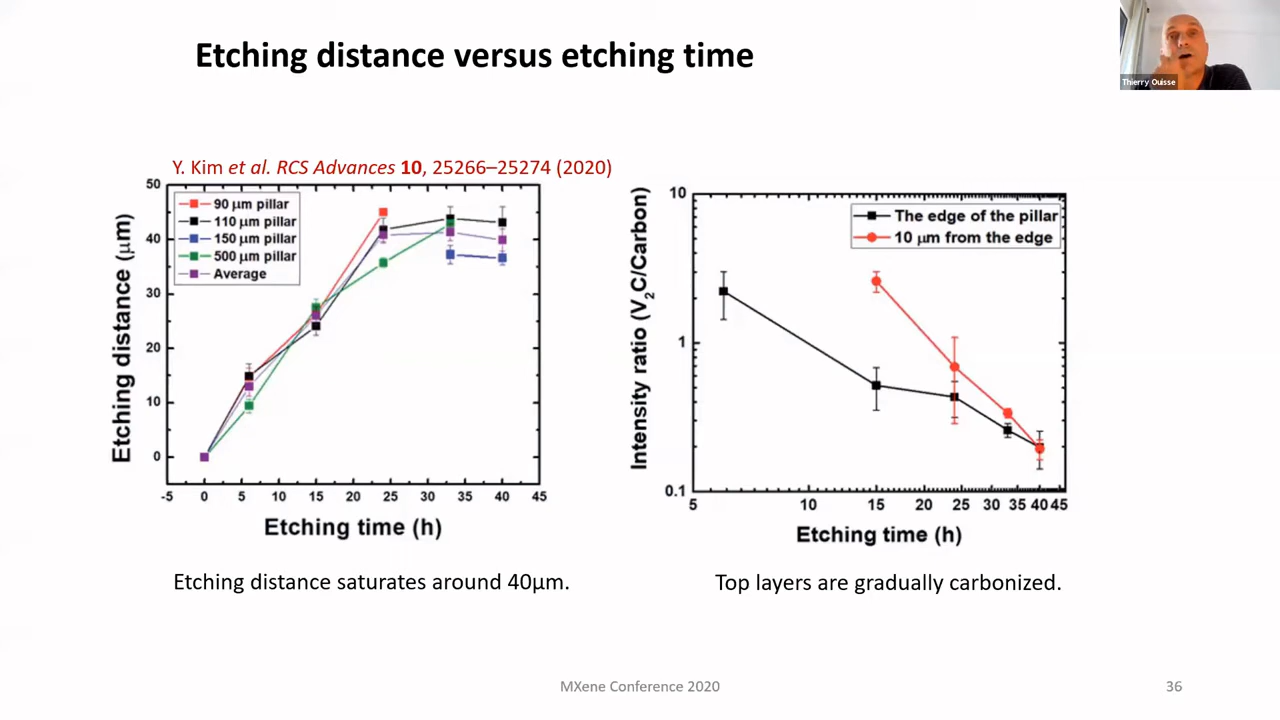 Etching distance versus etching time
Thierry Ouisse
Y. Kim et al. RCS Advances 10, 25266–25274 (2020)
90 μm pillar
110 μm pillar
150 μm pillar
500 μm pillar
Average
50
40
30
20
10
0
Etching distance (μm)
-5 0 5 10 15 20 25 30 35 40 45
Etching time (h)
The edge of the pillar
10 μm from the edge
10
1
0.1
Intensity ratio (V₂C/Carbon)
5 10 15 20 25 30 35 40 45
Etching time (h)
Etching distance saturates around 40μm.
Top layers are gradually carbonized.
MXene Conference 2020
36